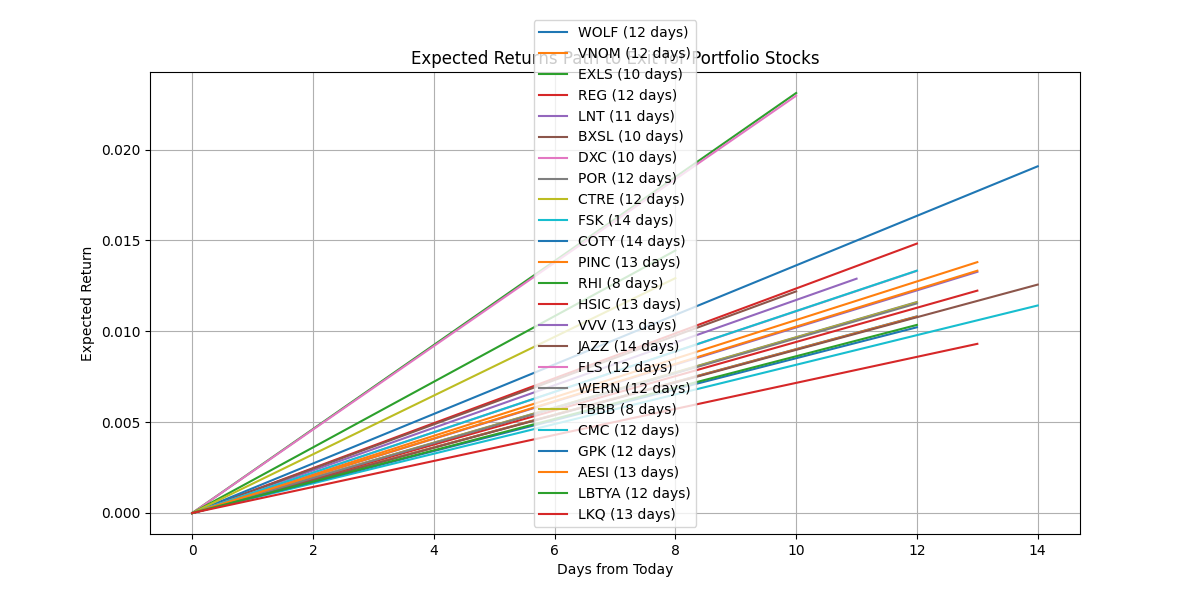 Expected Returns Path to Exit for Portfolio Stocks
WOLF (12 days)
VNOM (12 days)
EXLS (10 days)
REG (12 days)
LNT (11 days)
BXSL (10 days)
DXC (10 days)
POR (12 days)
CTRE (12 days)
FSK (14 days)
COTY (14 days)
PINC (13 days)
RHI (8 days)
HSIC (13 days)
VVV (13 days)
JAZZ (14 days)
FLS (12 days)
WERN (12 days)
TBBB (8 days)
CMC (12 days)
GPK (12 days)
AESI (13 days)
LBTYA (12 days)
LKQ (13 days)
Expected Return
0.020
0.015
0.010
0.005
0.000
0 2 4 6 8 10 12 14
Days from Today